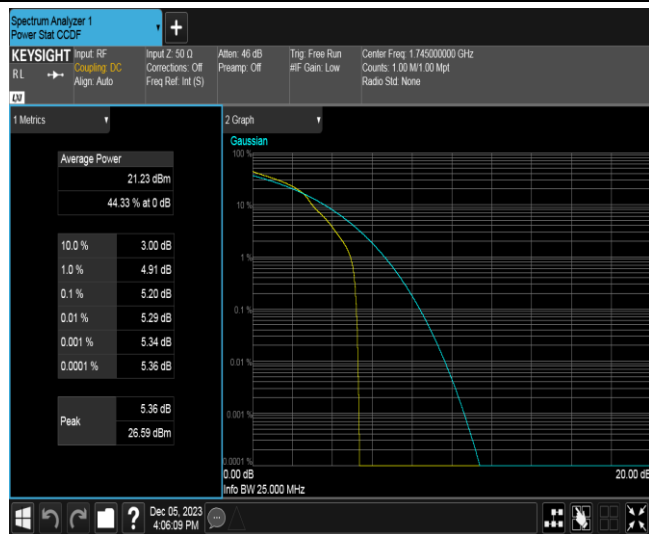 Spectrum Analyzer 1
Power Stat CCDF
+
KEYSIGHT
RL
Input: RF
Coupling: DC
Align: Auto
Input Z: 50 Ω
Corrections: Off
Freq Ref: Int (S)
Atten: 46 dB
Preamp: Off
Trig: Free Run
#IF Gain: Low
Center Freq: 1.745000000 GHz
Counts: 1.00 M/1.00 Mpt
Radio Std: None
1 Metrics
Average Power
21.23 dBm
44.33 % at 0 dB
10.0 % 3.00 dB
1.0 % 4.91 dB
0.1 % 5.20 dB
0.01 % 5.29 dB
0.001 % 5.34 dB
0.0001 % 5.36 dB
Peak
5.36 dB
26.59 dBm
2 Graph
Gaussian
100 %
10 %
1 %
0.1 %
0.01 %
0.001 %
0.0001 %
0.00 dB 20.00 dB
Info BW 25.000 MHz
?
Dec 05, 2023
4:06:09 PM